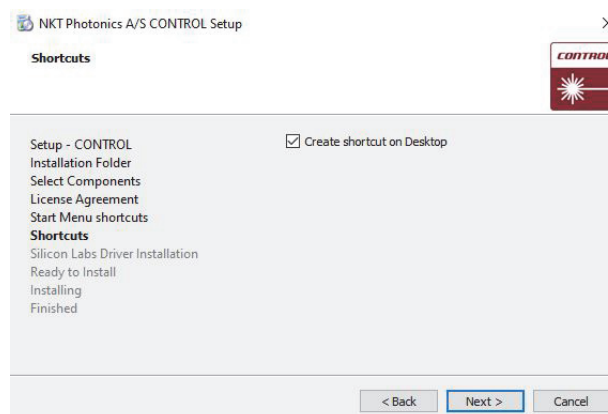 NKT Photonics A/S CONTROL Setup
Shortcuts
CONTROL
Setup - CONTROL
Installation Folder
Select Components
License Agreement
Start Menu shortcuts
Shortcuts
Silicon Labs Driver Installation
Ready to Install
Installing
Finished
Create shortcut on Desktop
< Back
Next >
Cancel